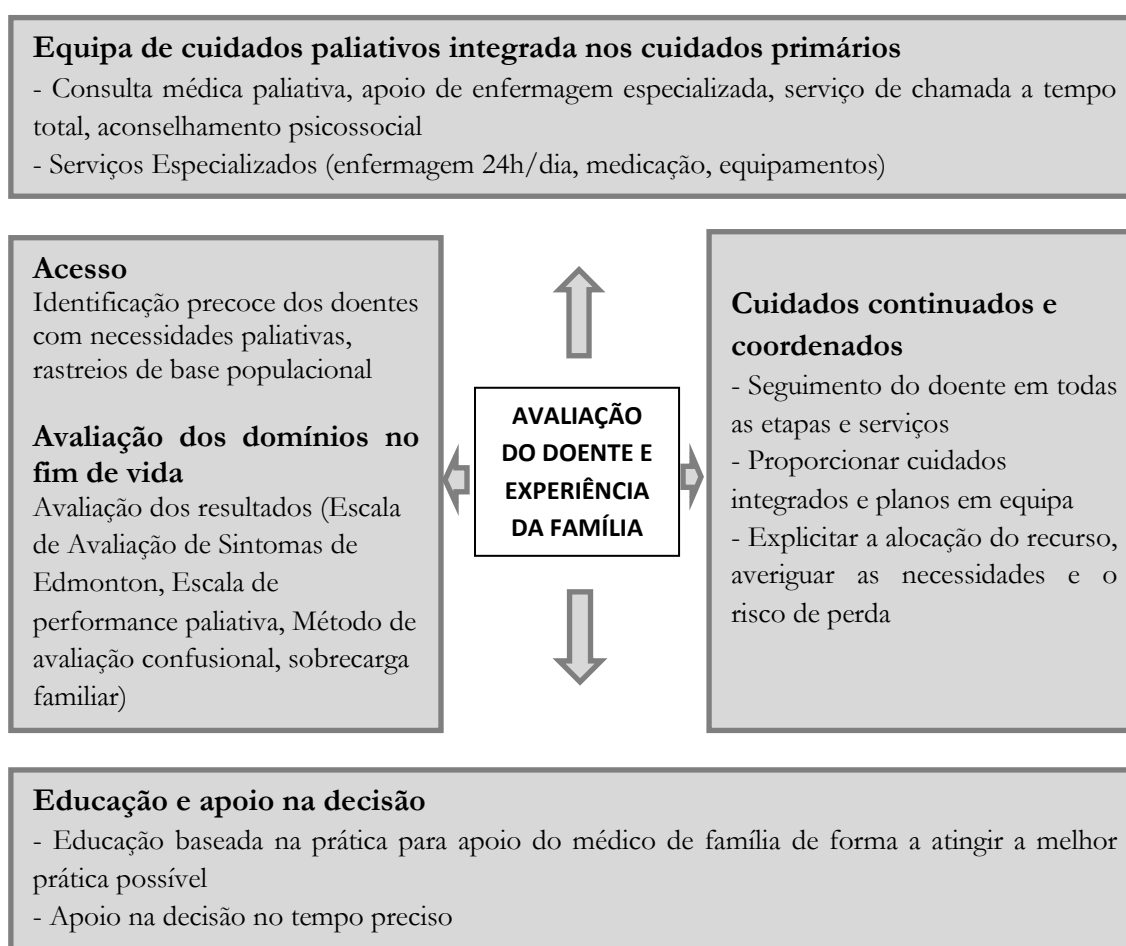 Equipa de cuidados paliativos integrada nos cuidados primários
- Consulta médica paliativa, apoio de enfermagem especializada, serviço de chamada a tempo
total, aconselhamento psicossocial
- Serviços Especializados (enfermagem 24h/dia, medicação, equipamentos)
Acesso
Identificação precoce dos doentes
com necessidades paliativas,
rastreios de base populacional
Avaliação dos domínios no
fim de vida
Avaliação dos resultados (Escala
de Avaliação de Sintomas de
Edmonton, Escala de
performance paliativa, Método de
avaliação confusional, sobrecarga
familiar)
AVALIAÇÃO
DO DOENTE E
EXPERIÊNCIA
DA FAMÍLIA
Cuidados continuados e
coordenados
- Seguimento do doente em todas
as etapas e serviços
- Proporcionar cuidados
integrados e planos em equipa
- Explicitar a alocação do recurso,
averiguar as necessidades e o
risco de perda
Educação e apoio na decisão
- Educação baseada na prática para apoio do médico de família de forma a atingir a melhor
prática possível
- Apoio na decisão no tempo preciso